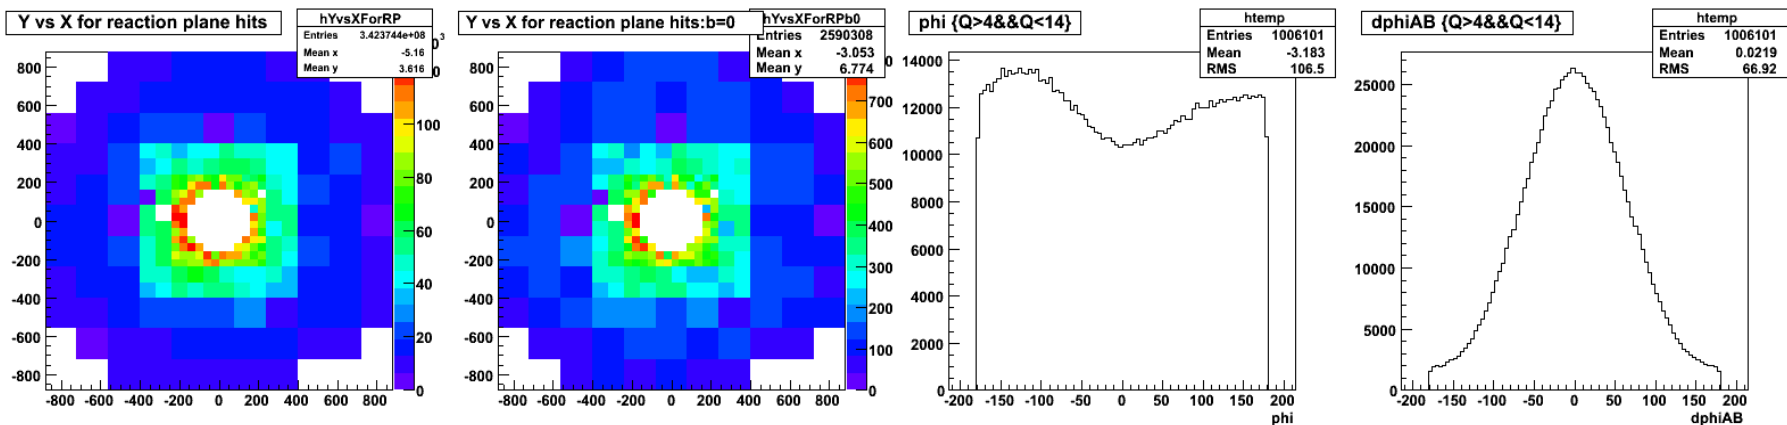 Y vs X for reaction plane hits
hYvsXForRP
Entries 3.423744e+08
Mean x -5.16
Mean y 3.616
800
600
400
200
0
-200
-400
-600
-800
-800 -600 -400 -200 0 200 400 600 800
100
80
60
40
20
0
Y vs X for reaction plane hits:b=0
hYvsXForRPb0
Entries 2590308
Mean x -3.053
Mean y 6.774
800
600
400
200
0
-200
-400
-600
-800
-800 -600 -400 -200 0 200 400 600 800
700
600
500
400
300
200
100
0
phi {Q>4&&Q<14}
htemp
Entries 1006101
Mean -3.183
RMS 106.5
14000
12000
10000
8000
6000
4000
2000
0
-200 -150 -100 -50 0 50 100 150 200
phi
dphiAB {Q>4&&Q<14}
htemp
Entries 1006101
Mean 0.0219
RMS 66.92
25000
20000
15000
10000
5000
0
-200 -150 -100 -50 0 50 100 150 200
dphiAB